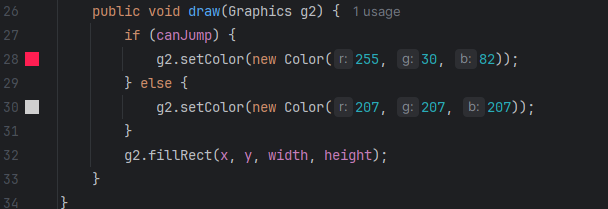 26 public void draw(Graphics g2) { 1 usage
27 if (canJump) {
28 g2.setColor(new Color( r: 255, g: 30, b: 82));
29 } else {
30 g2.setColor(new Color( r: 207, g: 207, b: 207));
31 }
32 g2.fillRect(x, y, width, height);
33 }
34 }